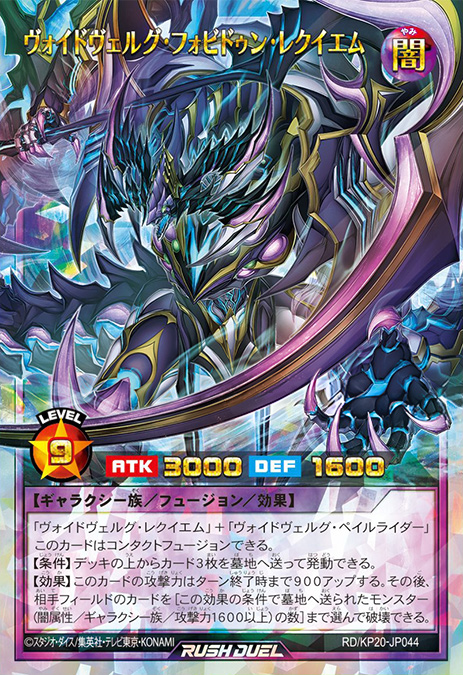 ヴォイドヴェルグ・フォビドゥン・レクイエム
やみ
闇
LEVEL
9
ATK 3000 DEF 1600
【ギャラクシー族/フュージョン/効果】
「ヴォイドヴェルグ・レクイエム」+「ヴォイドヴェルグ・ペイルライダー」
このカードはコンタクトフュージョンできる。
【条件】デッキの上からカード3枚を墓地へ送って発動できる。
【効果】このカードの攻撃力はターン終了時まで900アップする。その後、
相手フィールドのカードを[この効果の条件で墓地へ送られたモンスター
(闇属性/ギャラクシー族/攻撃力1600以上)の数]まで選んで破壊できる。
©スタジオ・ダイス/集英社・テレビ東京・KONAMI
RD/KP20-JP044
RUSH DUEL